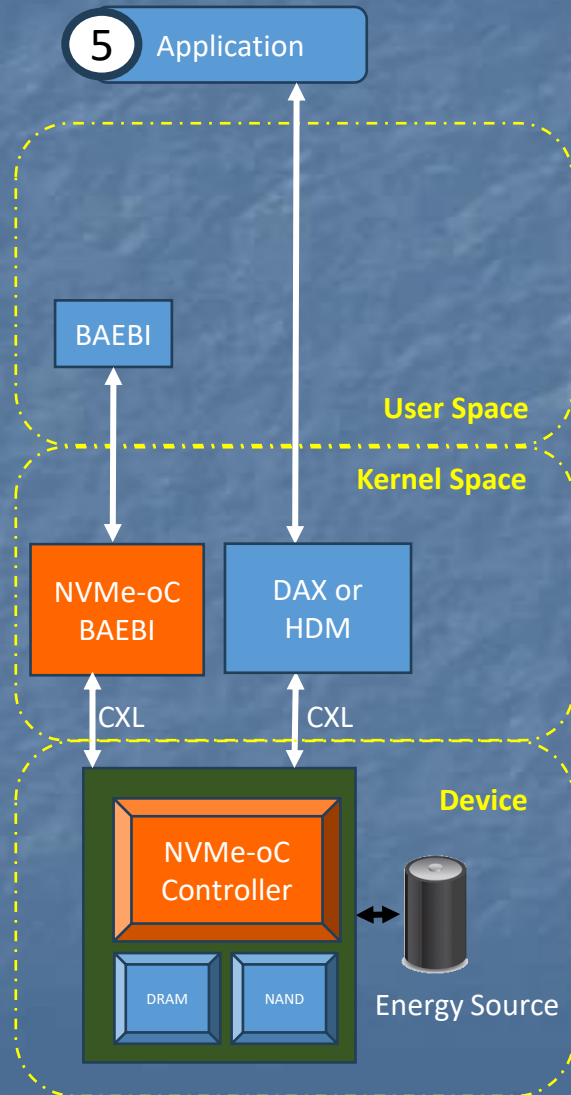 5
Application
BAEBI
User Space
Kernel Space
NVMe-oC
BAEBI
DAX or
HDM
CXL
CXL
Device
NVMe-oC
Controller
DRAM
NAND
Energy Source